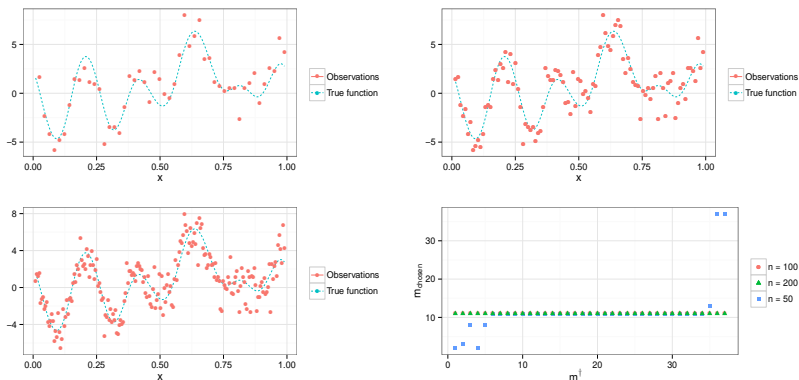 5
0
−5
0.00
0.25
0.50
0.75
1.00
x
Observations
True function
5
0
−5
0.00
0.25
0.50
0.75
1.00
x
Observations
True function
8
4
0
−4
0.00
0.25
0.50
0.75
1.00
x
Observations
True function
30
20
10
m_chosen
0
10
20
30
m†
n = 100
n = 200
n = 50